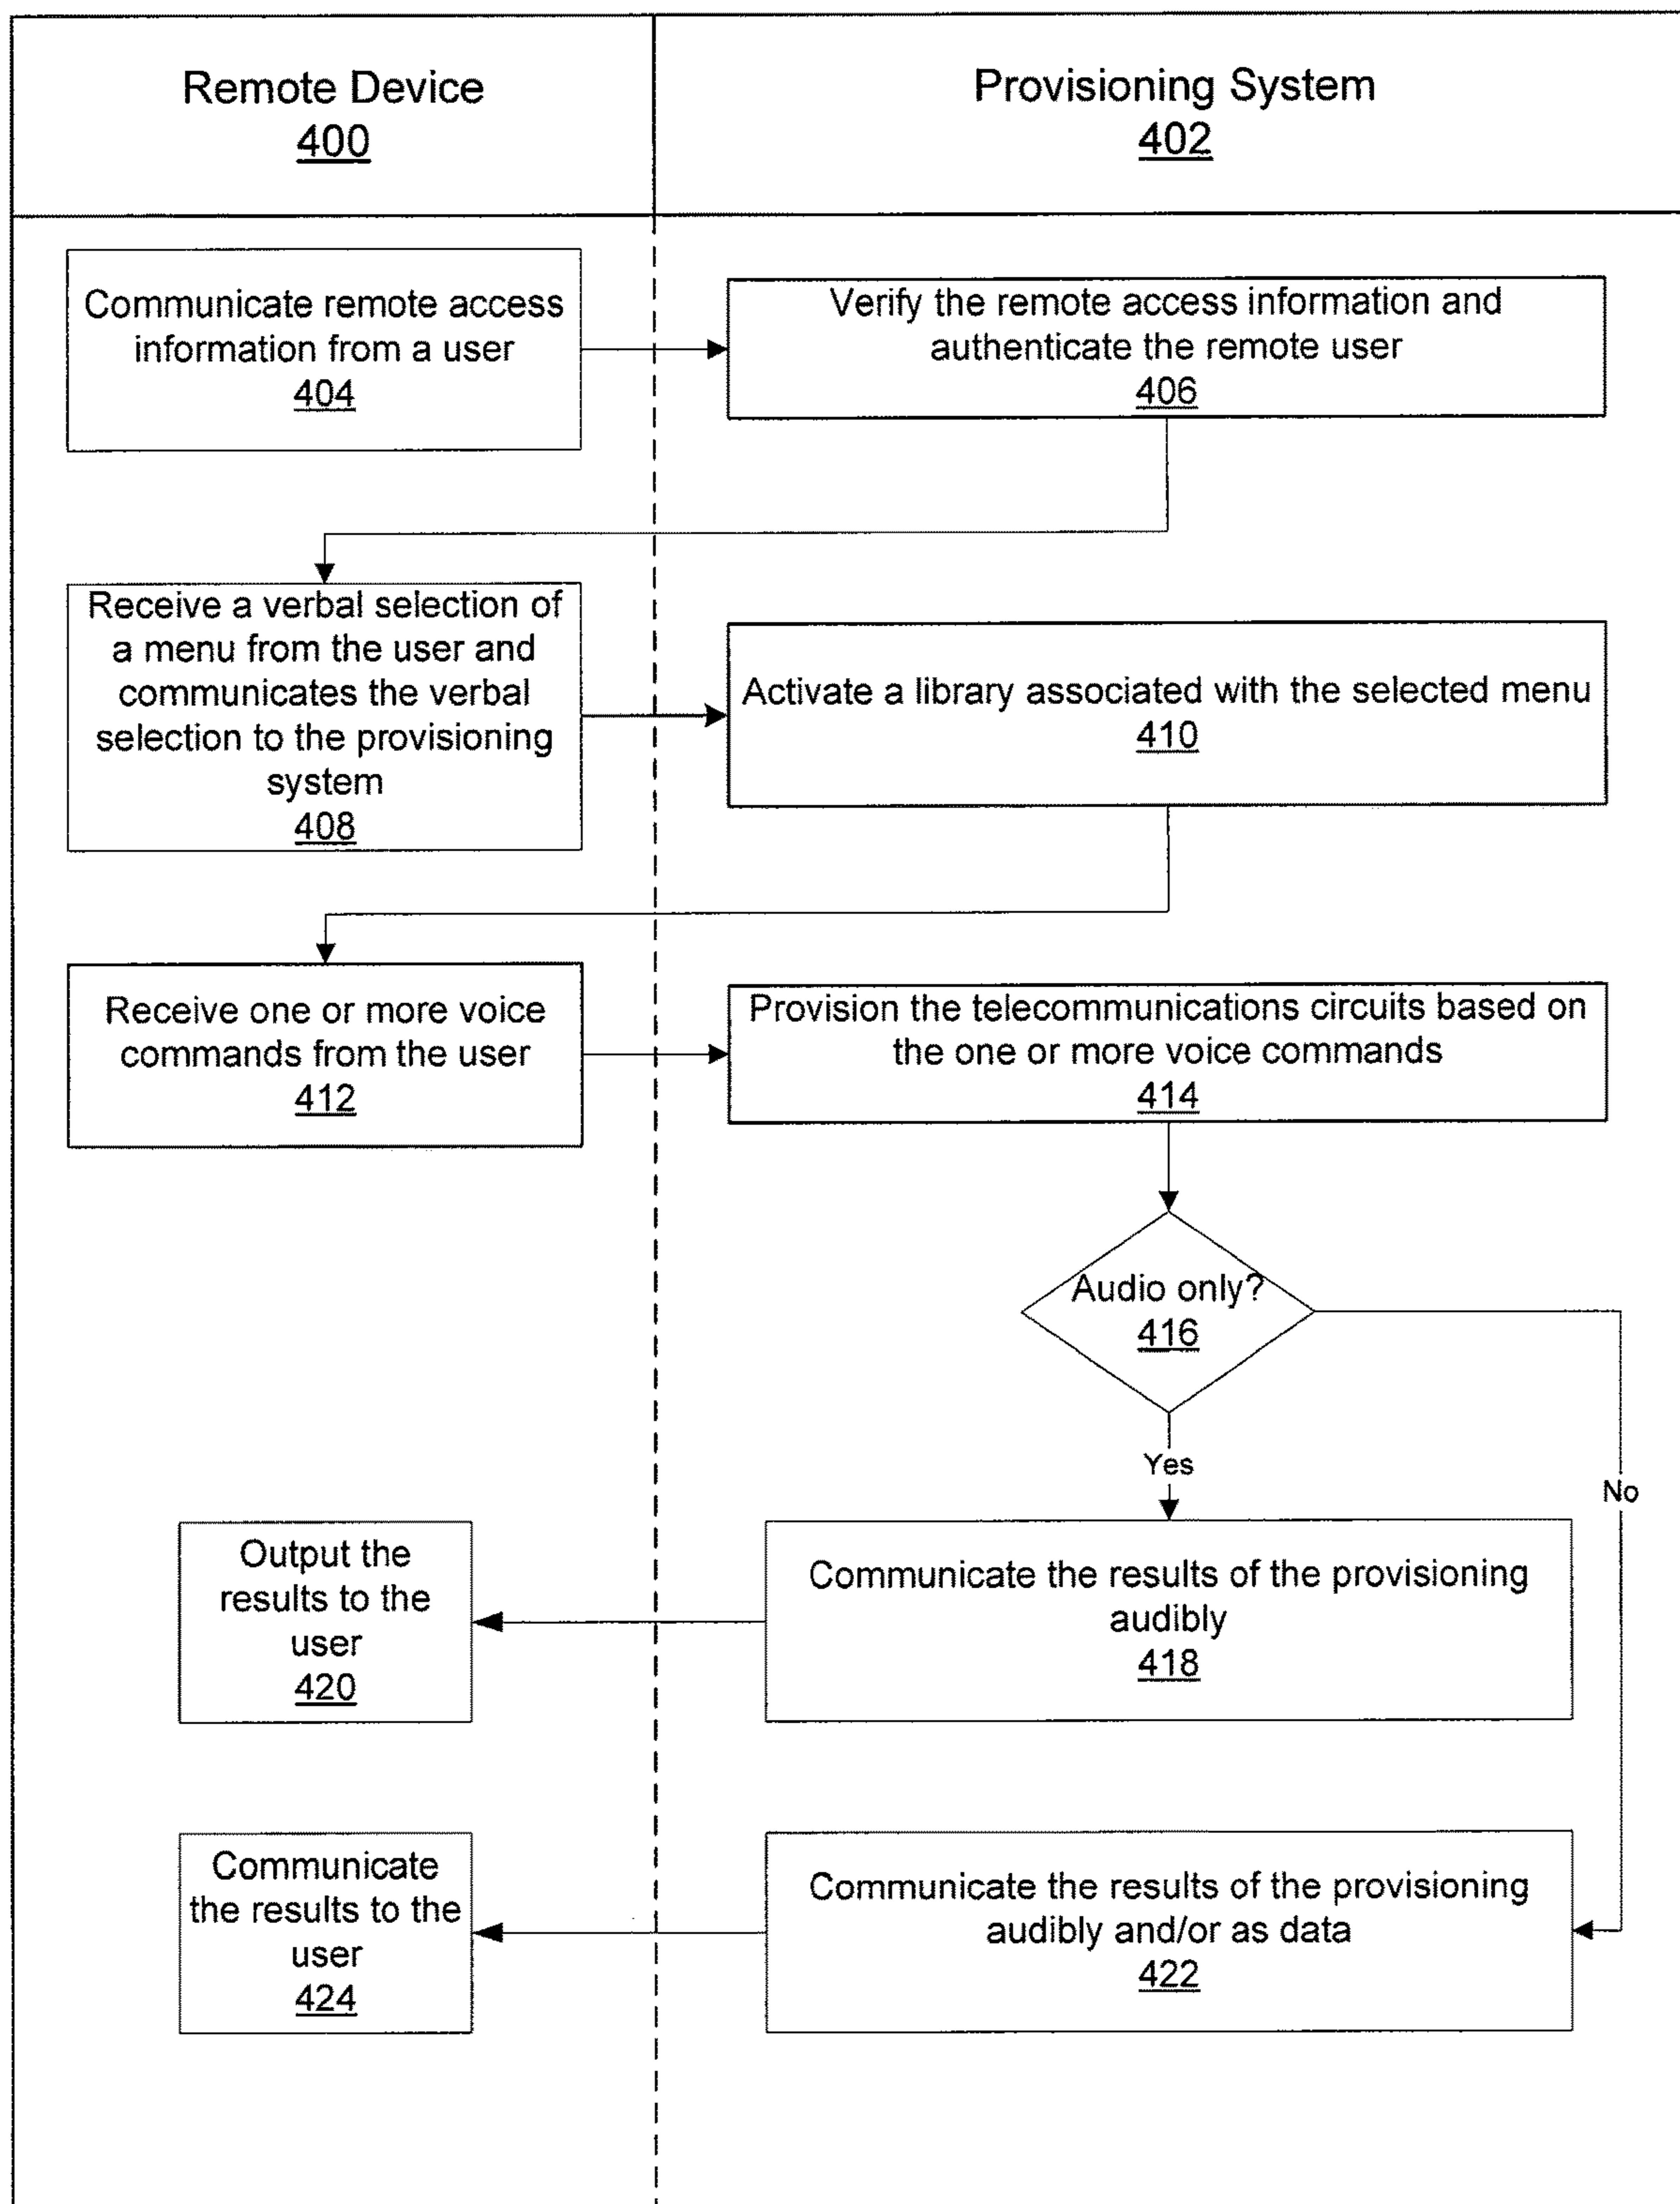 Remote Device
400
Provisioning System
402
Communicate remote access
information from a user
404
Verify the remote access information and
authenticate the remote user
406
Receive a verbal selection of
a menu from the user and
communicates the verbal
selection to the provisioning
system
408
Activate a library associated with the selected menu
410
Receive one or more voice
commands from the user
412
Provision the telecommunications circuits based on
the one or more voice commands
414
Audio only?
416
Yes
No
Output the
results to the
user
420
Communicate the results of the provisioning
audibly
418
Communicate
the results to the
user
424
Communicate the results of the provisioning
audibly and/or as data
422